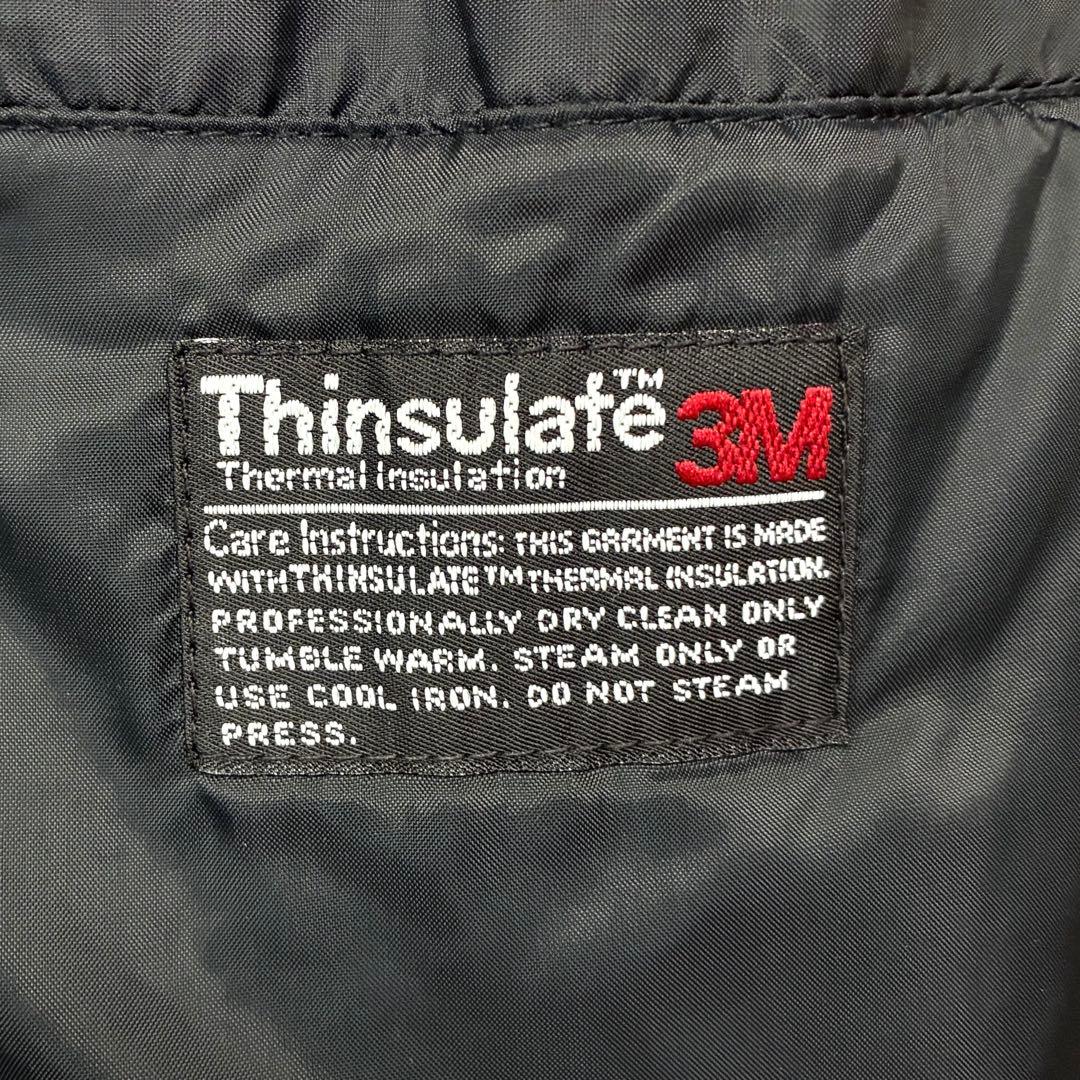 Thinsulate™ 3M
Thermal Insulation
Care Instructions: THIS GARMENT IS MADE
WITH THINSULATE™ THERMAL INSULATION.
PROFESSIONALLY DRY CLEAN ONLY
TUMBLE WARM. STEAM ONLY OR
USE COOL IRON. DO NOT STEAM
PRESS.